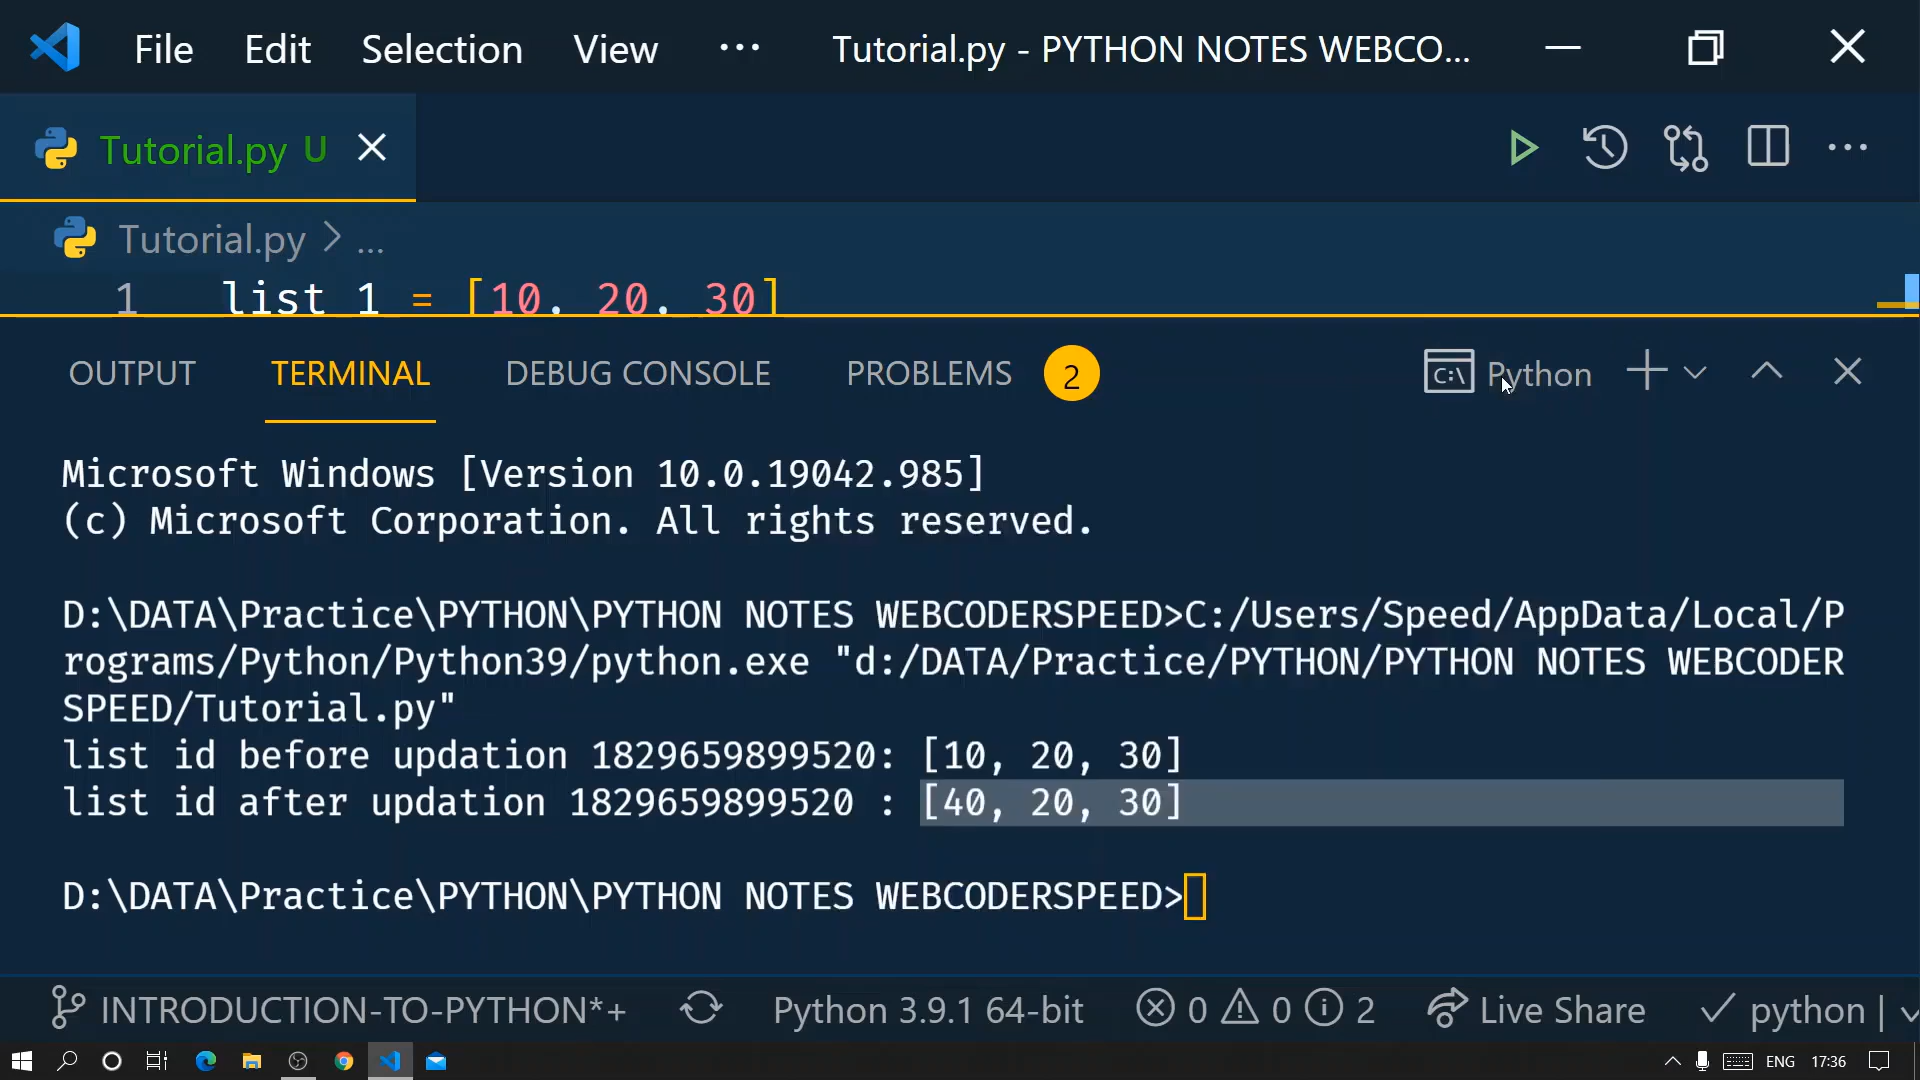 File Edit Selection View ··· Tutorial.py - PYTHON NOTES WEBCO...
Tutorial.py U
Tutorial.py > ...
1 list 1 = [10, 20, 30]
OUTPUT TERMINAL DEBUG CONSOLE PROBLEMS 2 C:\ Python
Microsoft Windows [Version 10.0.19042.985]
(c) Microsoft Corporation. All rights reserved.
D:\DATA\Practice\PYTHON\PYTHON NOTES WEBCODERSPEED>C:/Users/Speed/AppData/Local/P
rograms/Python/Python39/python.exe "d:/DATA/Practice/PYTHON/PYTHON NOTES WEBCODER
SPEED/Tutorial.py"
list id before updation 1829659899520: [10, 20, 30]
list id after updation 1829659899520 : [40, 20, 30]
D:\DATA\Practice\PYTHON\PYTHON NOTES WEBCODERSPEED>
INTRODUCTION-TO-PYTHON*+ Python 3.9.1 64-bit 0 0 2 Live Share python |
ENG 17:36